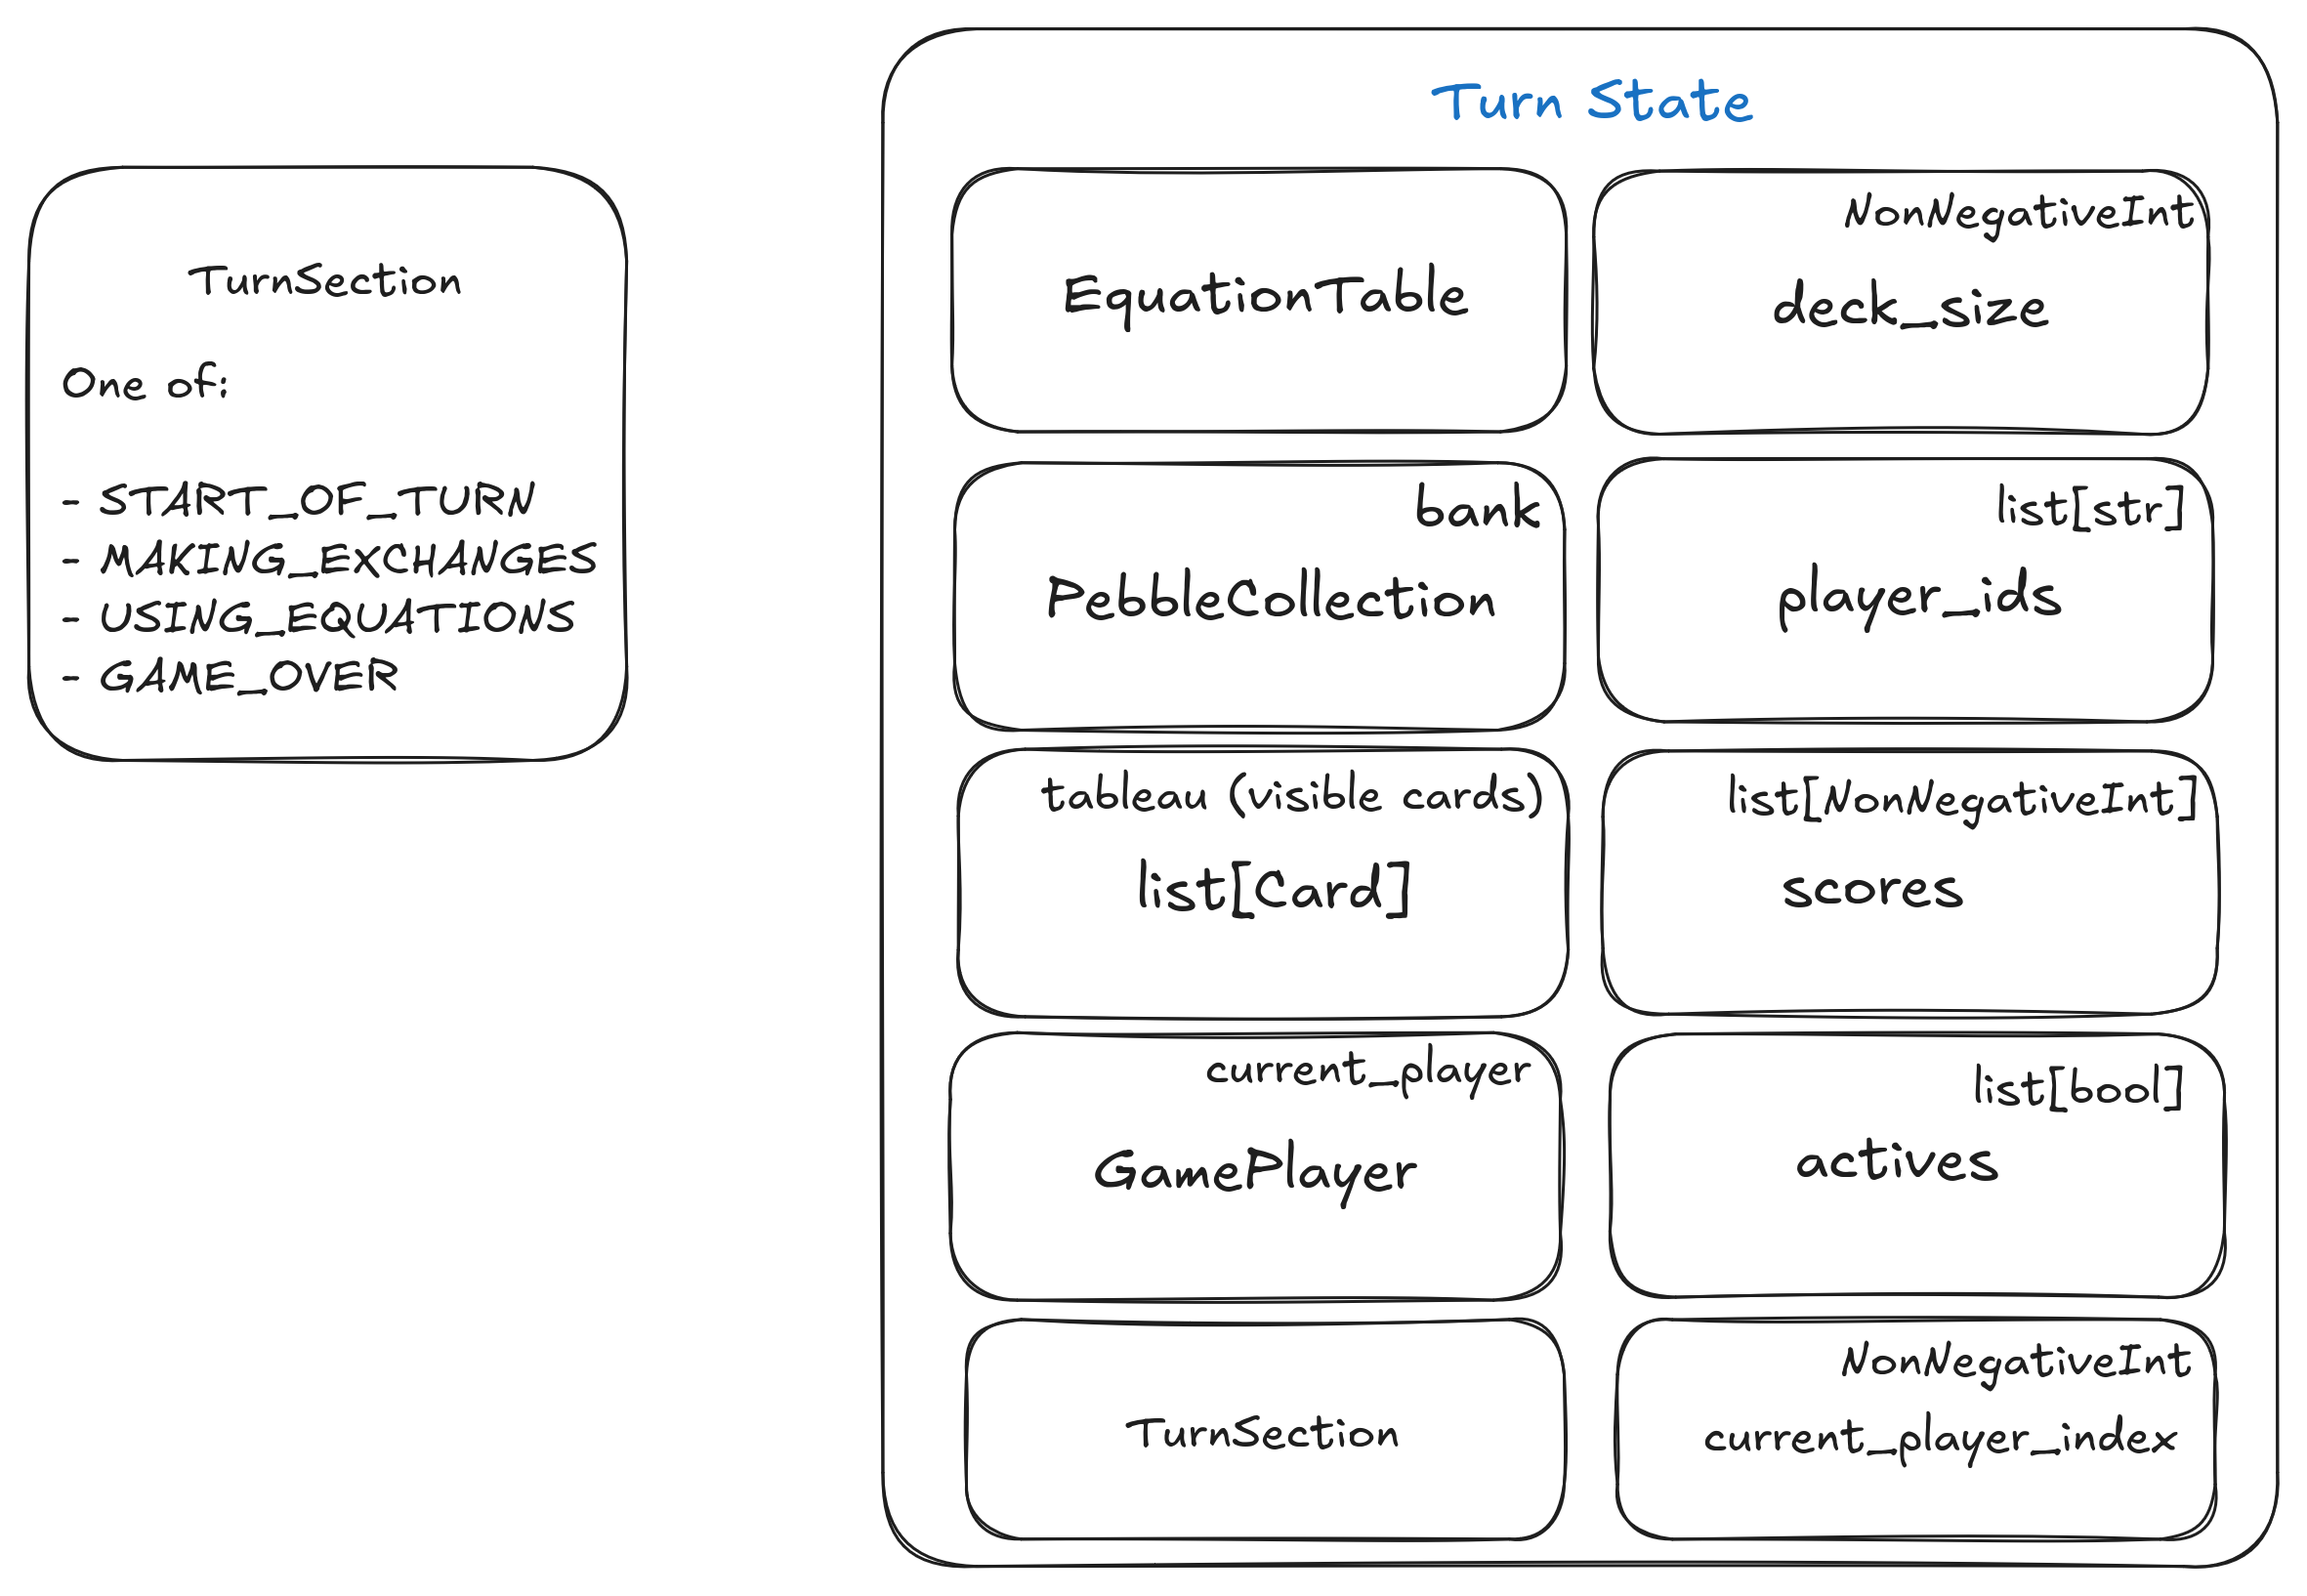 TurnSection
One of:
- START_OF_TURN
- MAKING_EXCHANGES
- USING_EQUATIONS
- GAME_OVER
Turn State
EquationTable
NonNegativeInt
deck_size
bank
PebbleCollection
list[str]
player_ids
tableau (visible cards)
list[Card]
list[NonNegativeInt]
scores
current_player
GamePlayer
list[bool]
actives
TurnSection
NonNegativeInt
current_player_index